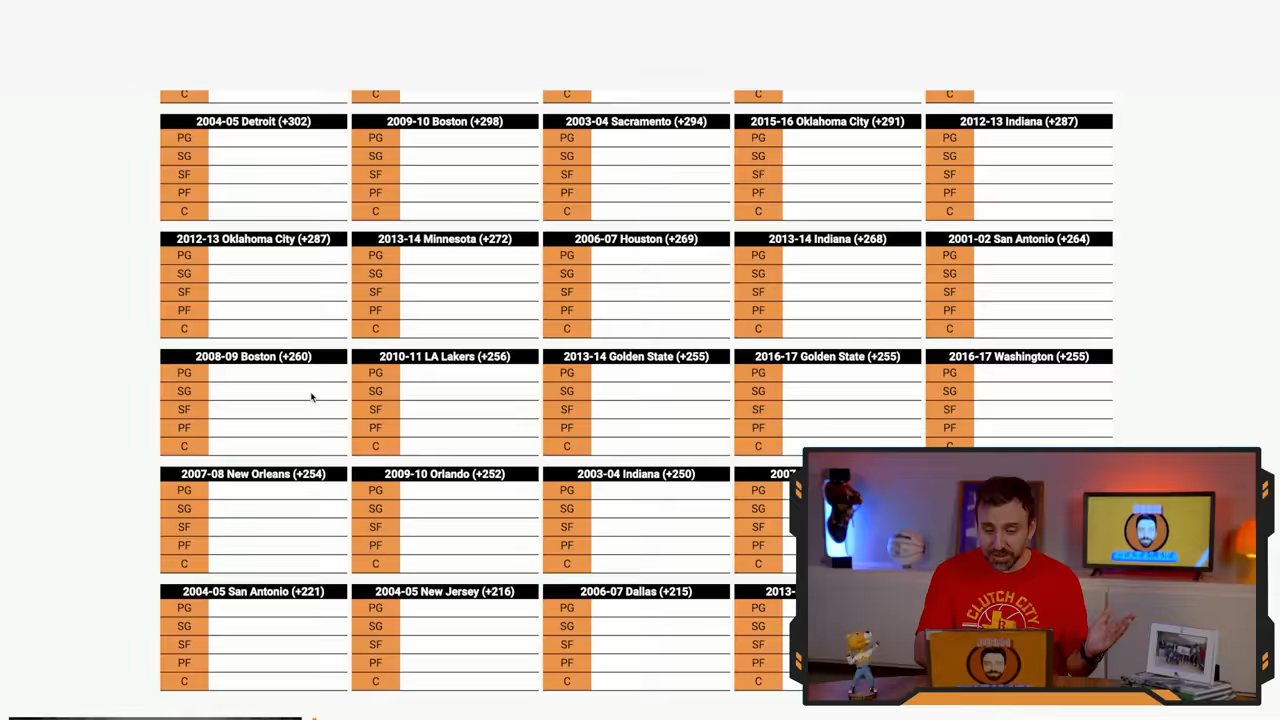 C C C C C
2004-05 Detroit (+302) 2009-10 Boston (+298) 2003-04 Sacramento (+294) 2015-16 Oklahoma City (+291) 2012-13 Indiana (+287)
PG PG PG PG PG
SG SG SG SG SG
SF SF SF SF SF
PF PF PF PF PF
C C C C C
2012-13 Oklahoma City (+287) 2013-14 Minnesota (+272) 2006-07 Houston (+269) 2013-14 Indiana (+268) 2001-02 San Antonio (+264)
PG PG PG PG PG
SG SG SG SG SG
SF SF SF SF SF
PF PF PF PF PF
C C C C C
2008-09 Boston (+260) 2010-11 LA Lakers (+256) 2013-14 Golden State (+255) 2016-17 Golden State (+255) 2016-17 Washington (+255)
PG PG PG PG PG
SG SG SG SG SG
SF SF SF SF SF
PF PF PF PF PF
C C C C C
2007-08 New Orleans (+254) 2009-10 Orlando (+252) 2003-04 Indiana (+250) 2007
PG PG PG PG
SG SG SG SG
SF SF SF SF
PF PF PF PF
C C C C
2004-05 San Antonio (+221) 2004-05 New Jersey (+216) 2006-07 Dallas (+215) 2013-
PG PG PG PG
SG SG SG SG
SF SF SF SF
PF PF PF PF
C C C C
CLUTCH CITY
R